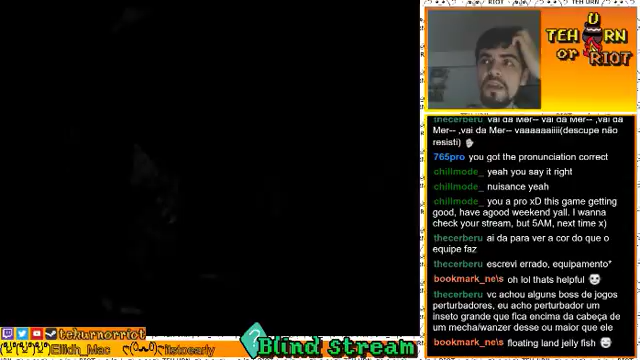 TEH URN
or RIOT
thecerberu vai da Mer-- vai da
Mer-- ,vai da Mer-- vaaaaaaiiii(descupe não
resisti)
765pro you got the pronunciation correct
chillmode_ yeah you say it right
chillmode_ nuisance yeah
chillmode_ you a pro xD this game getting
good, have agood weekend yall. I wanna
check your stream, but 5AM, next time x)
thecerberu ai da para ver a cor do que o
equipe faz
thecerberu escrevi errado, equipamento*
bookmark_ne\s oh lol thats helpful
thecerberu vc achou alguns boss de jogos
perturbadores, eu acho perturbador um
inseto grande que fica encima da cabeça de
um mecha/wanzer desse ou maior que ele
bookmark_ne\s floating land jelly fish
tehurnorriot
Blind Stream